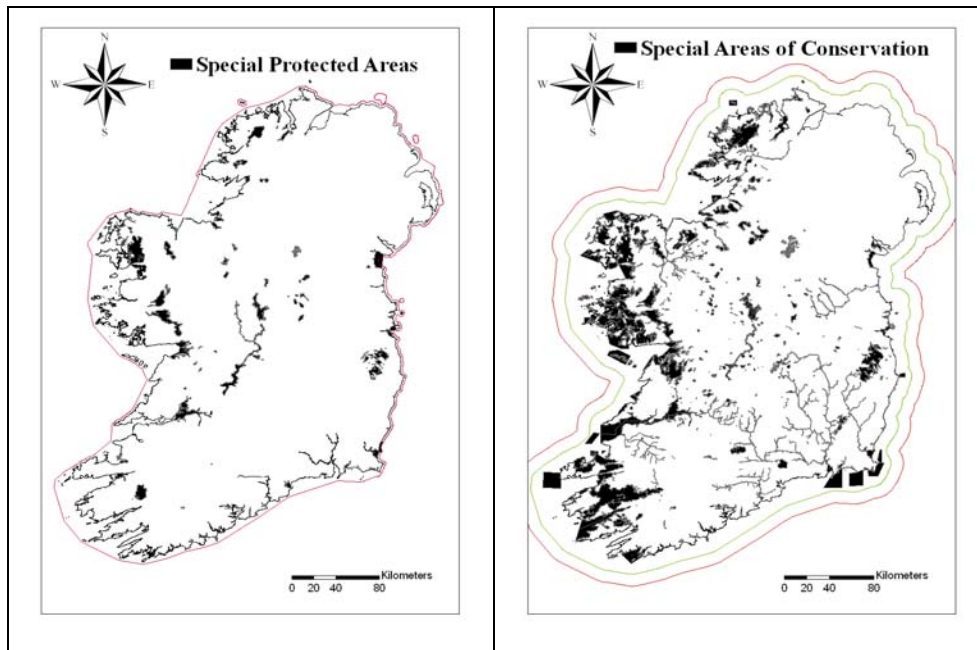 N
W E
S
Special Protected Areas
Kilometers
0 20 40 80
N
W E
S
Special Areas of Conservation
Kilometers
0 20 40 80